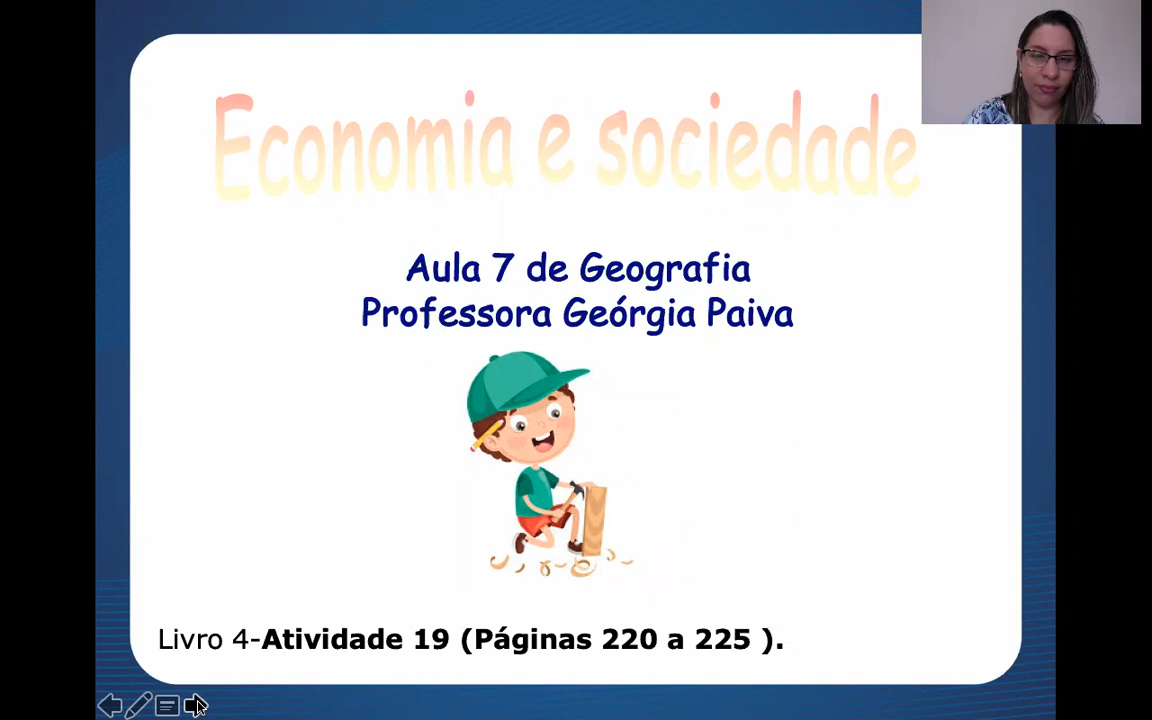 Economia e sociedade
Aula 7 de Geografia
Professora Geórgia Paiva
Livro 4-Atividade 19 (Páginas 220 a 225 ).